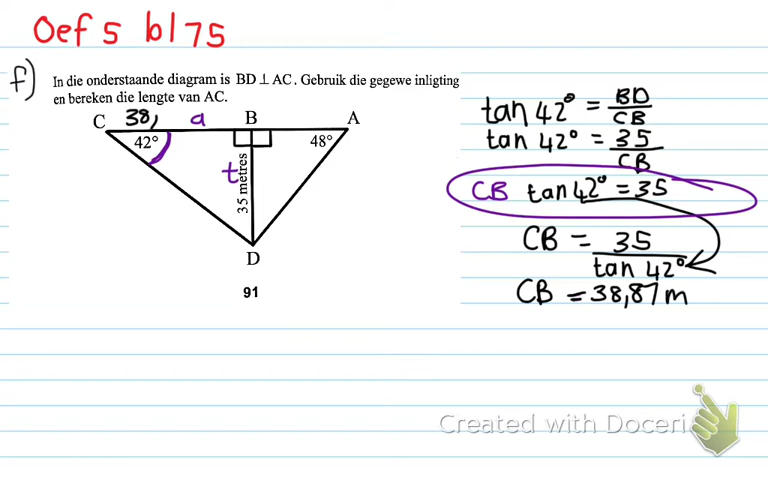 Oef 5 bl 75
f)
In die onderstaande diagram is BD ⊥ AC. Gebruik die gegewe inligting
en bereken die lengte van AC.
C 38, a B A
42° 48°
t
35 metres
D
91
tan 42° = BD/CB
tan 42° = 35/CB
CB tan 42° = 35
CB = 35/tan 42°
CB = 38,87 m
Created with Doceri